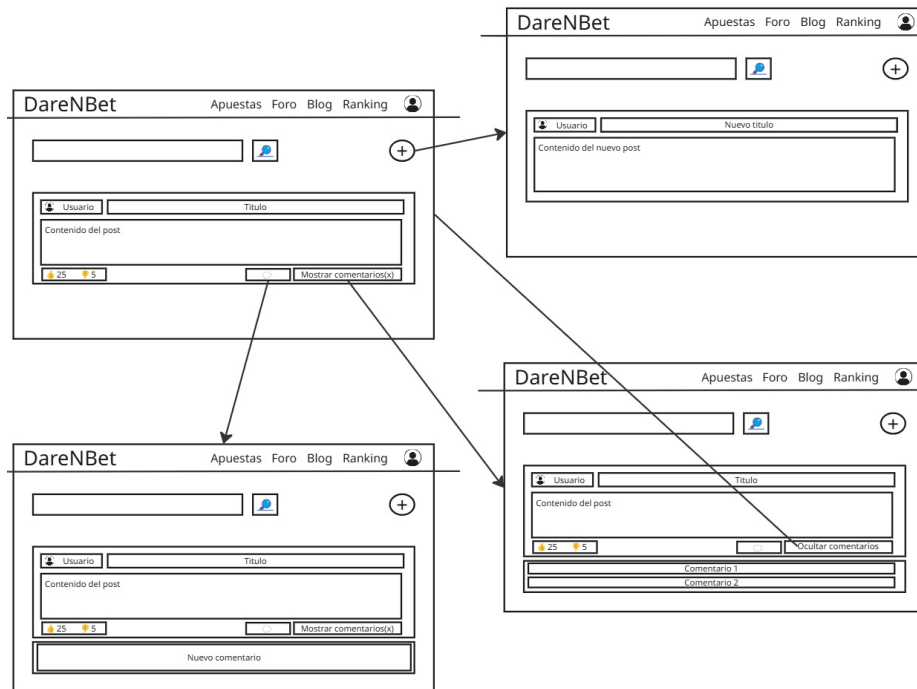 DareNBet Apuestas Foro Blog Ranking
+
Usuario Nuevo titulo
Contenido del nuevo post
DareNBet Apuestas Foro Blog Ranking
+
Usuario Titulo
Contenido del post
25 5 Mostrar comentarios(x)
DareNBet Apuestas Foro Blog Ranking
+
Usuario Titulo
Contenido del post
25 5 Ocultar comentarios
Comentario 1
Comentario 2
DareNBet Apuestas Foro Blog Ranking
+
Usuario Titulo
Contenido del post
25 5 Mostrar comentarios(x)
Nuevo comentario